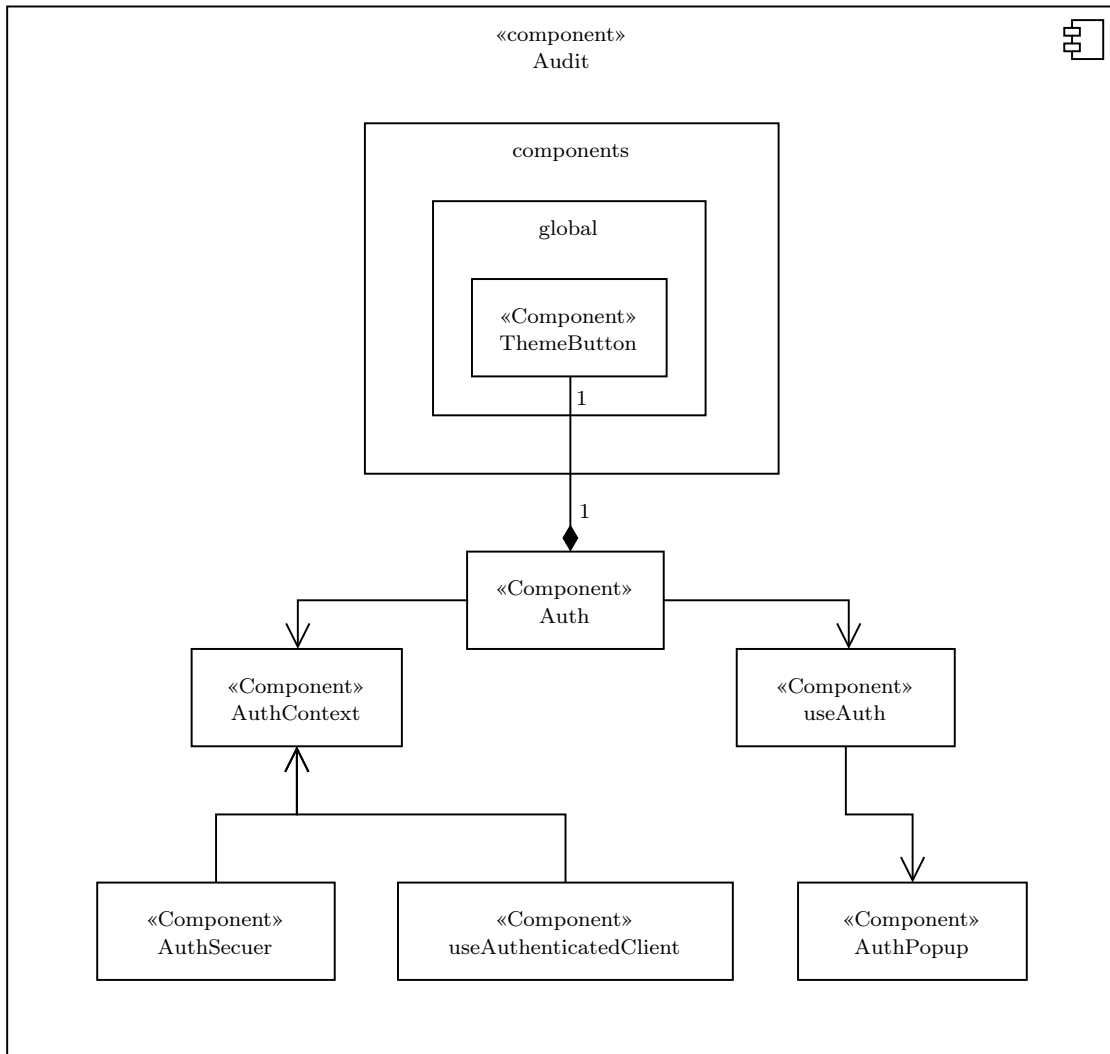 «component»
Audit
components
global
«Component»
ThemeButton
1
1
«Component»
Auth
«Component»
AuthContext
«Component»
useAuth
«Component»
AuthSecuer
«Component»
useAuthenticatedClient
«Component»
AuthPopup